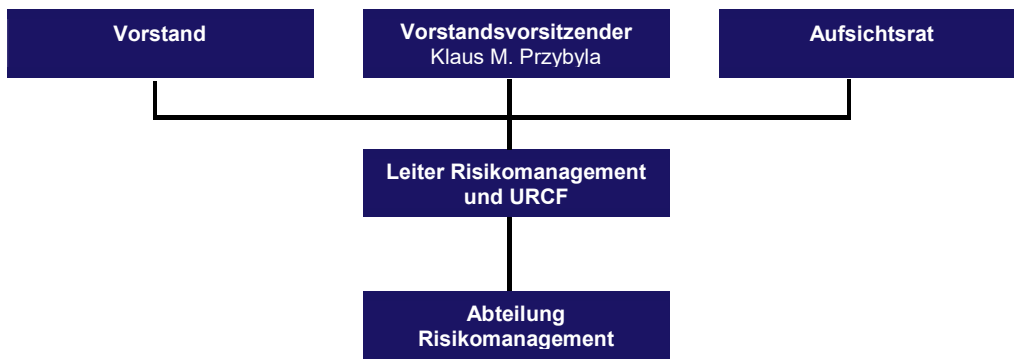 Vorstand
Vorstandsvorsitzender
Klaus M. Przybyla
Aufsichtsrat
Leiter Risikomanagement
und URCF
Abteilung
Risikomanagement